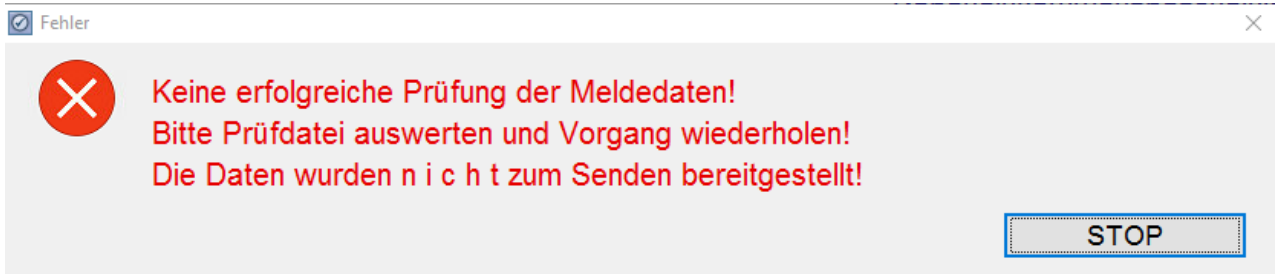 Fehler
Keine erfolgreiche Prüfung der Meldedaten!
Bitte Prüfdatei auswerten und Vorgang wiederholen!
Die Daten wurden n i c h t zum Senden bereitgestellt!
STOP